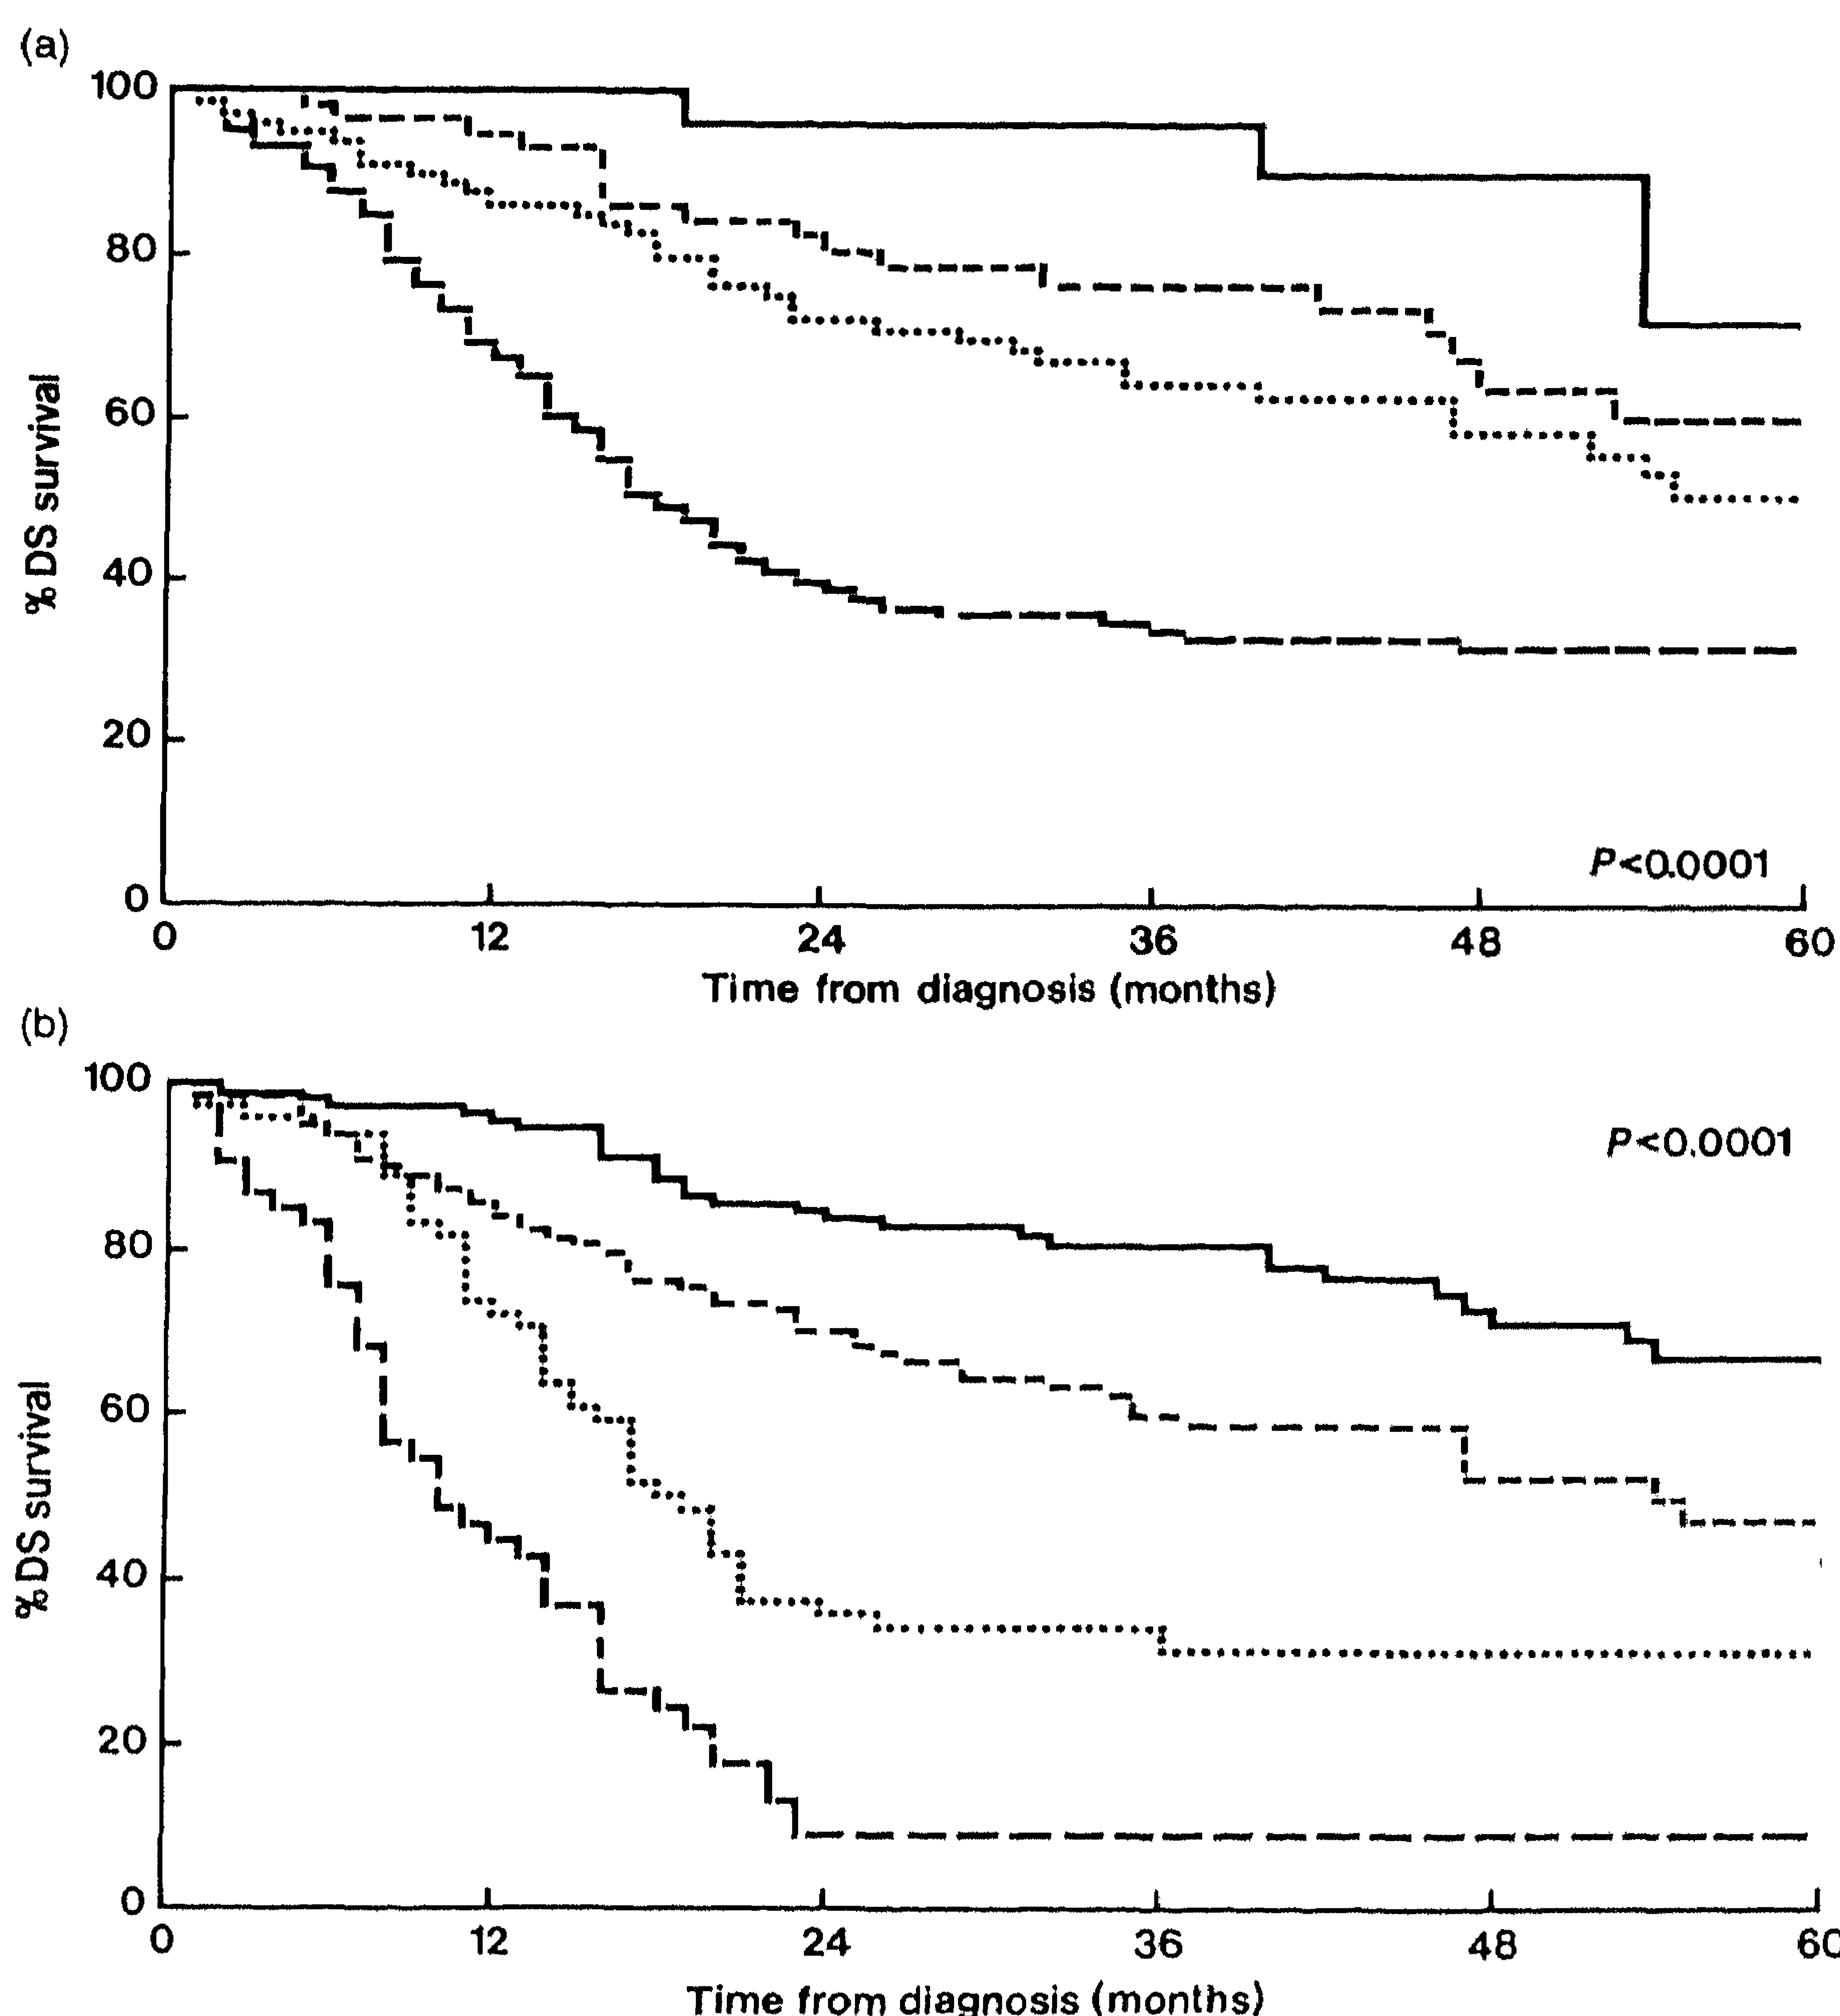 (a)
100
80
60
40
20
0
% DS survival
P<0.0001
0 12 24 36 48 60
Time from diagnosis (months)
(b)
100
80
60
40
20
0
% DS survival
P<0.0001
0 12 24 36 48 60
Time from diagnosis (months)